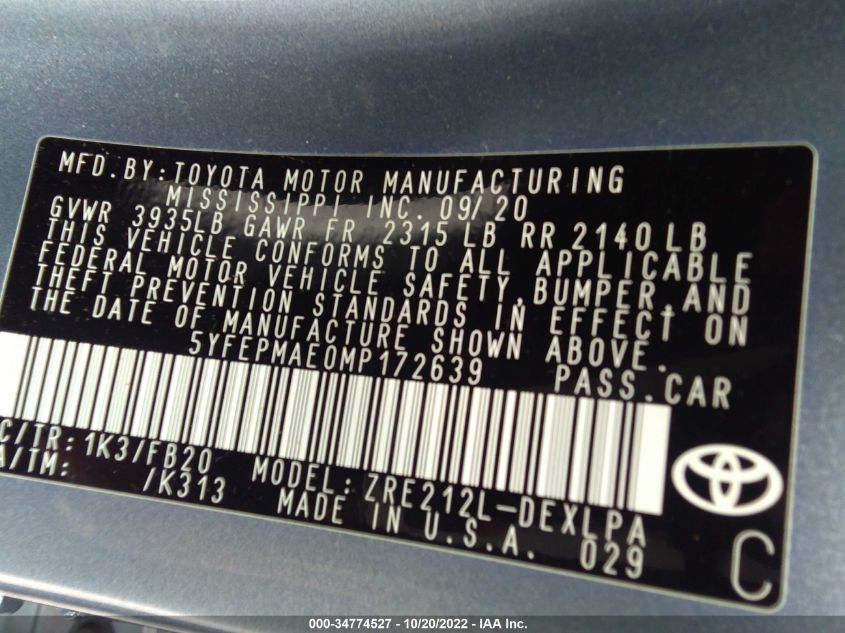 MFD. BY: TOYOTA MOTOR MANUFACTURING
MISSISSIPPI INC. 09/20
GVWR 3935LB GAWR FR 2315 LB RR 2140 LB
THIS VEHICLE CONFORMS TO ALL APPLICABLE
FEDERAL MOTOR VEHICLE SAFETY, BUMPER, AND
THEFT PREVENTION STANDARDS IN EFFECT ON
THE DATE OF MANUFACTURE SHOWN ABOVE.
5YFEPMAE0MP172639 PASS. CAR
C/TR: 1K3/FB20 MODEL: ZRE212L-DEXLPA
A/TM: /K313 MADE IN U.S.A. 029
C
000-34774527 - 10/20/2022 - IAA Inc.